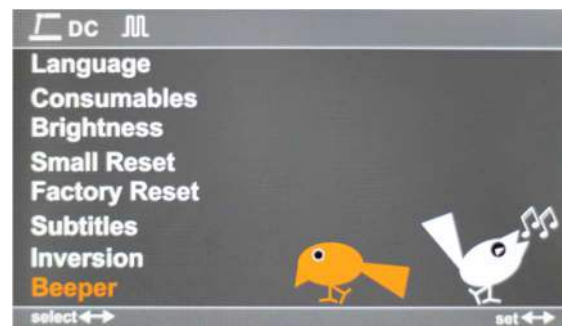 DC
Language
Consumables
Brightness
Small Reset
Factory Reset
Subtitles
Inversion
Beeper
select
set